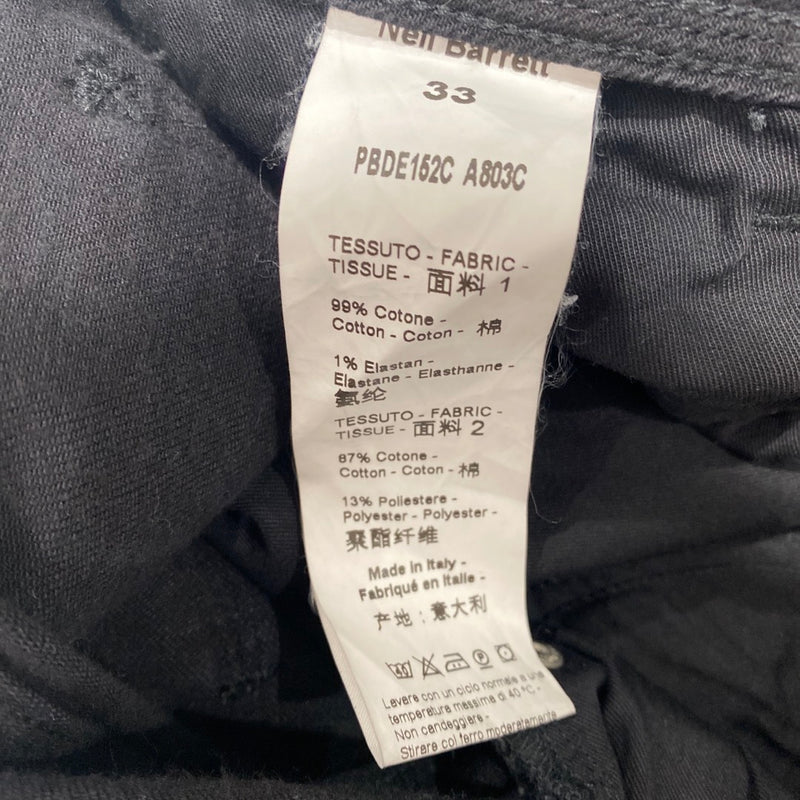 Neil Barrett
33
PBDE152C A803C
TESSUTO - FABRIC -
TISSUE - 面料 1
99% Cotone -
Cotton - Coton - 棉
1% Elastan -
Elastane - Elasthanne -
氨纶
TESSUTO - FABRIC -
TISSUE - 面料 2
87% Cotone -
Cotton - Coton - 棉
13% Poliestere -
Polyester - Polyester -
聚酯纤维
Made in Italy -
Fabriqué en Italie -
产地：意大利
Levare con un ciclo normale a una
temperatura massima di 40°C -
Non candeggiare -
Stirare col ferro moderatamente